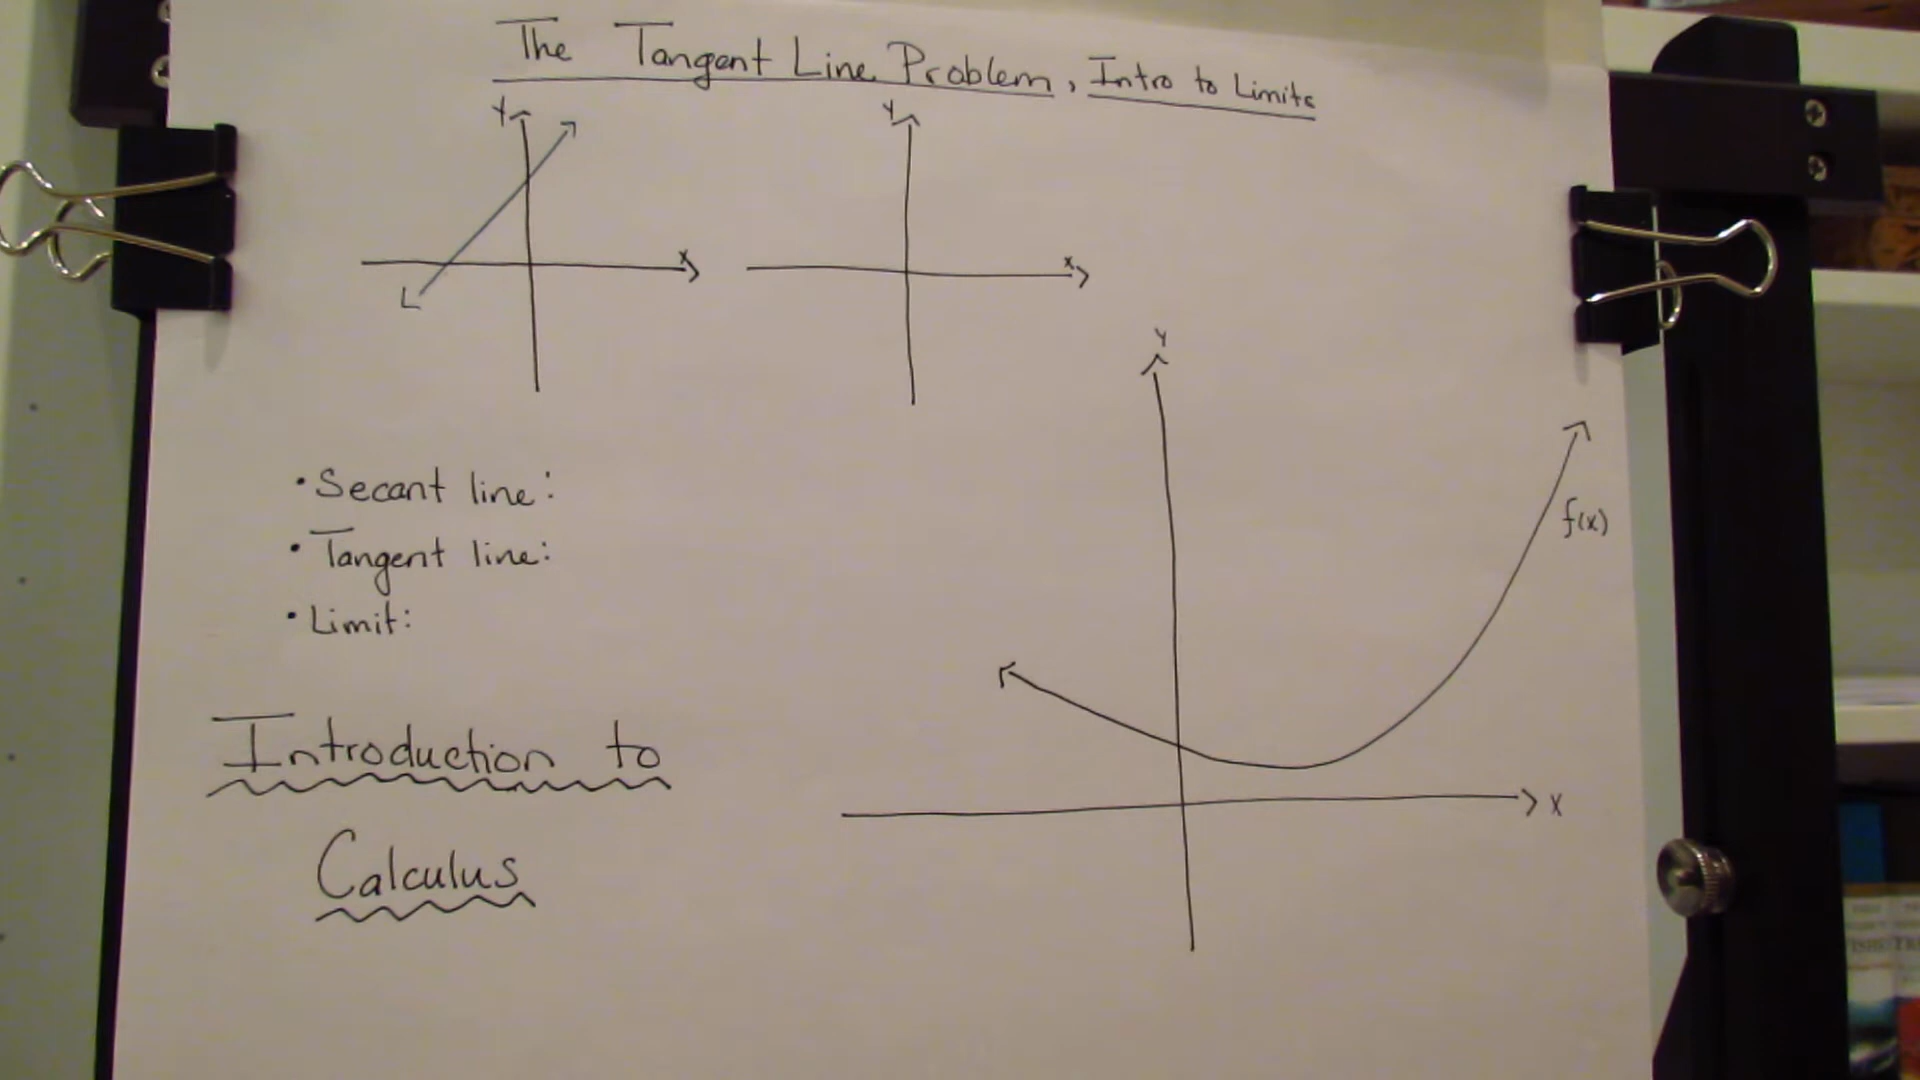 The Tangent Line Problem, Intro to Limits
Y
X
Y
X
• Secant line:
• Tangent line:
• Limit:
Introduction to
Calculus
Y
f(x)
X